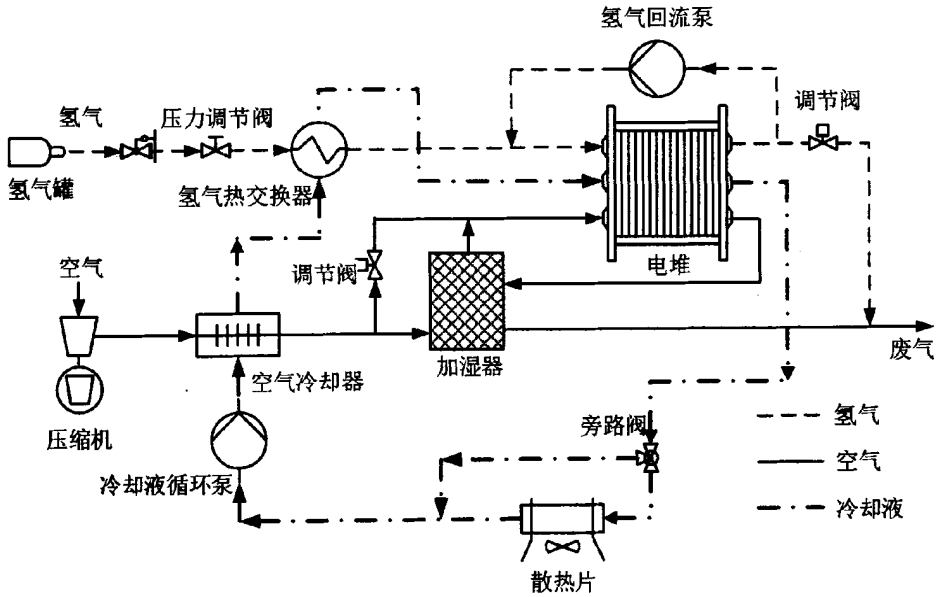 氢气回流泵
氢气
压力调节阀
调节阀
氢气罐
氢气热交换器
空气
调节阀
电堆
加湿器
废气
空气冷却器
压缩机
旁路阀
氢气
空气
冷却液循环泵
冷却液
散热片